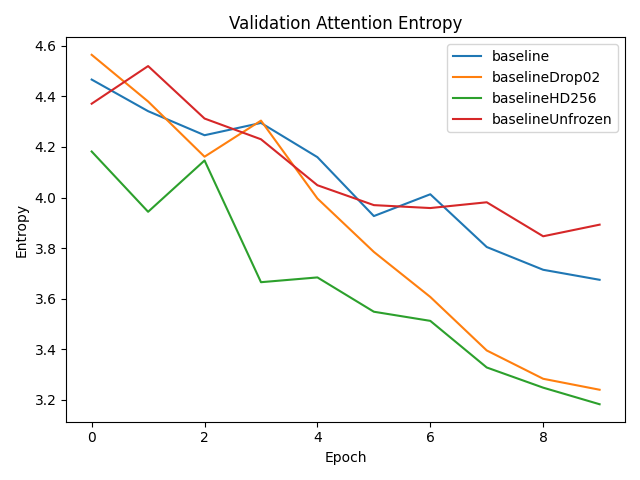 Validation Attention Entropy
baseline
baselineDrop02
baselineHD256
baselineUnfrozen
Entropy
4.6
4.4
4.2
4.0
3.8
3.6
3.4
3.2
0 2 4 6 8
Epoch